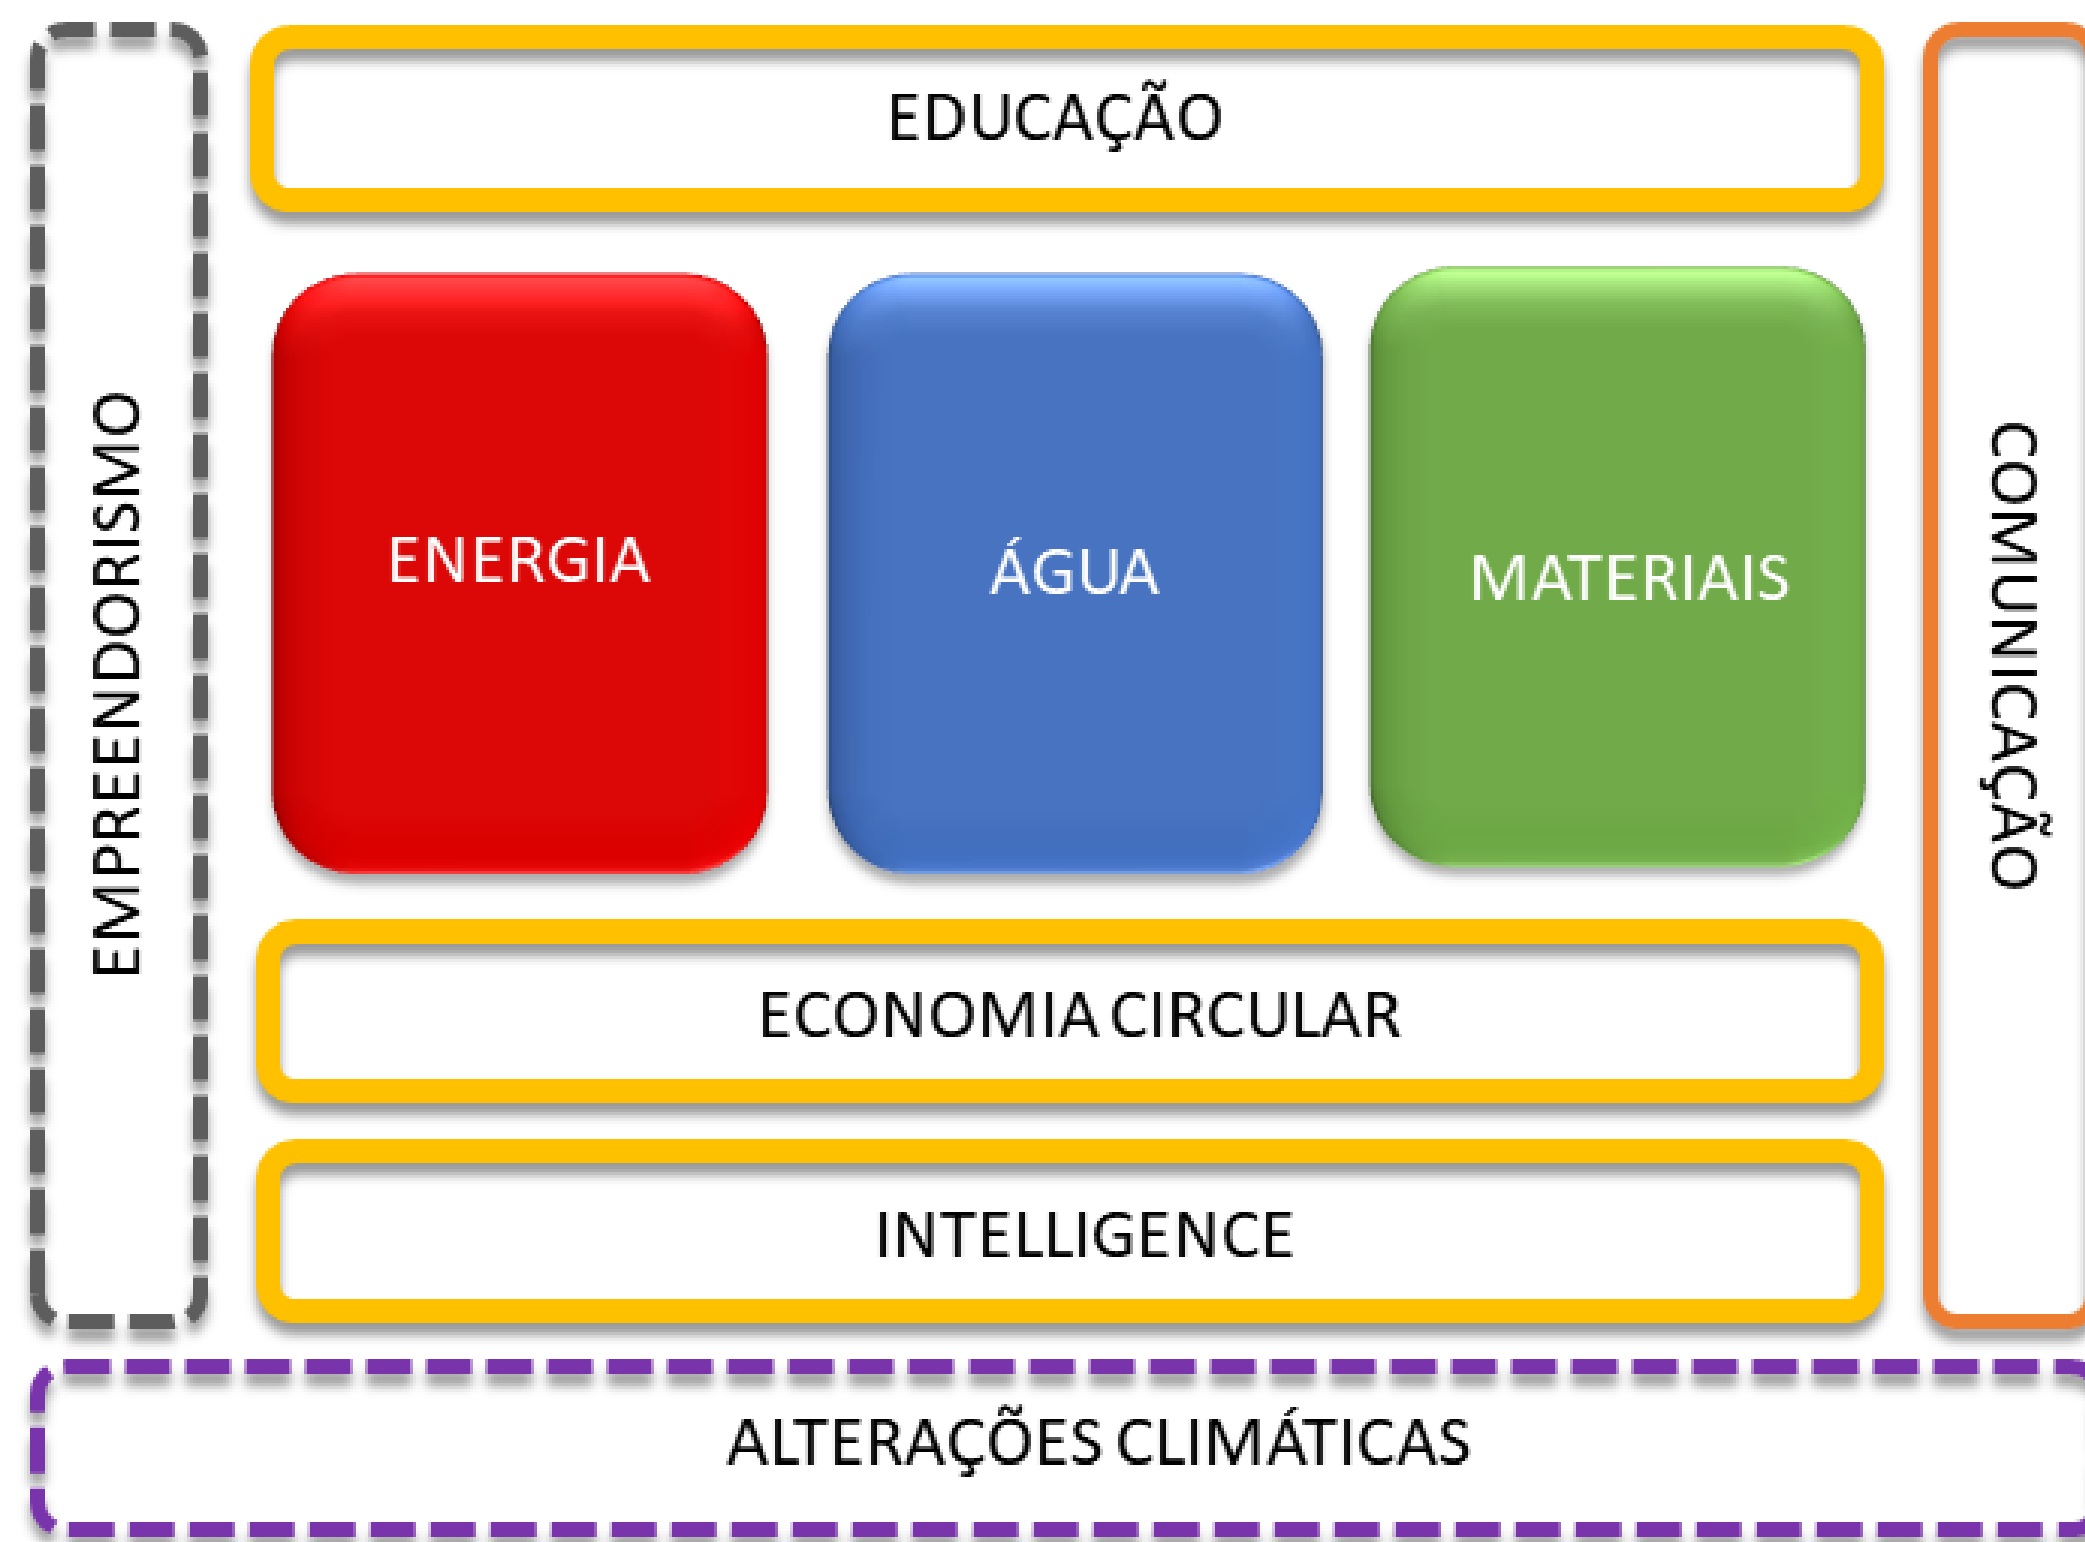 EDUCAÇÃO
EMPREENDORISMO
ENERGIA
ÁGUA
MATERIAIS
COMUNICAÇÃO
ECONOMIA CIRCULAR
INTELLIGENCE
ALTERAÇÕES CLIMÁTICAS